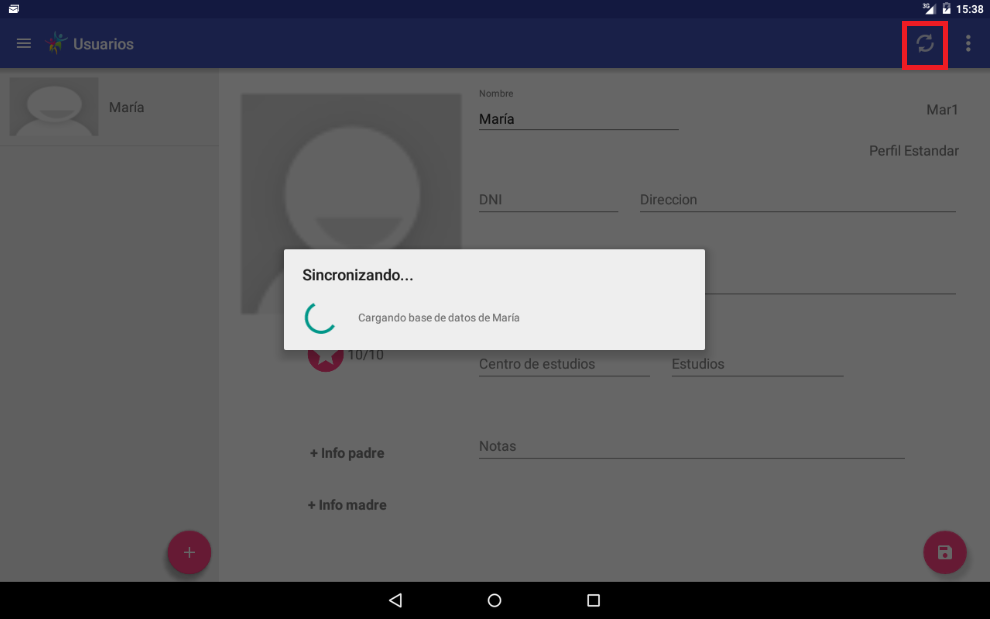 3G 15:38
Usuarios
María
Nombre
María
Mar1
Perfil Estandar
DNI
Direccion
Sincronizando...
Cargando base de datos de María
10/10
Centro de estudios
Estudios
+ Info padre
Notas
+ Info madre
+